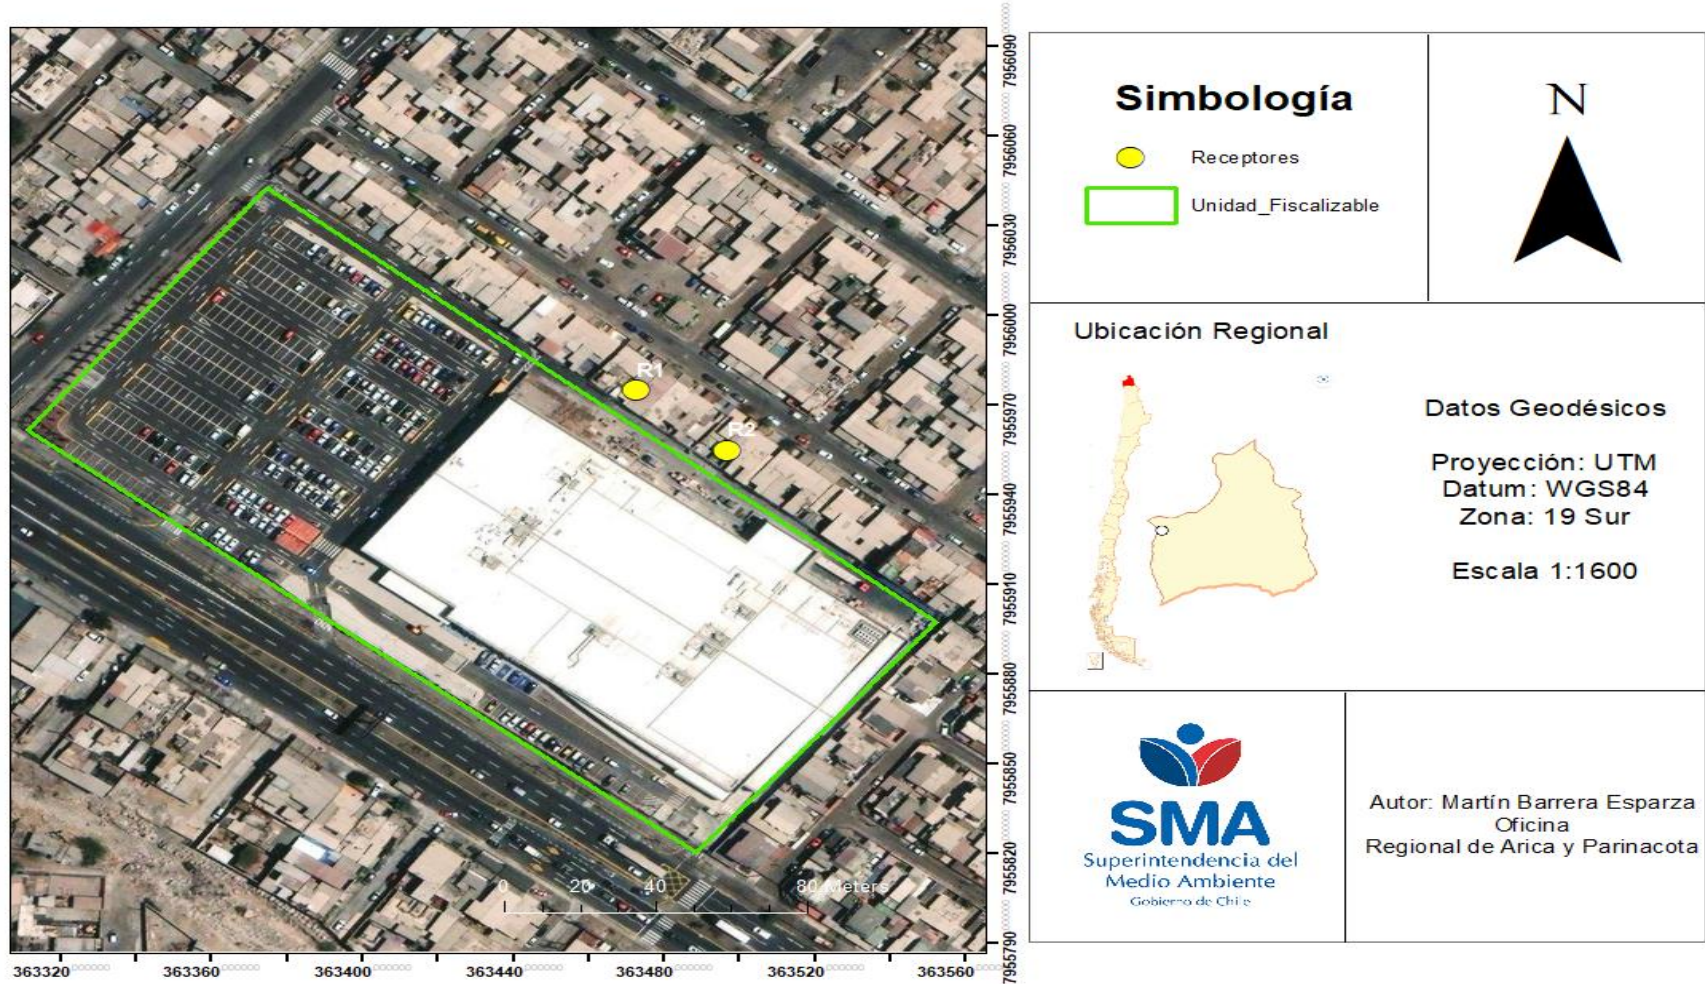 R1
R2
0 20 40 80 Meters
363320 363360 363400 363440 363480 363520 363560
7956090
7956060
7956030
7956000
7955970
7955940
7955910
7955880
7955850
7955820
7955790
Simbología
Receptores
Unidad_Fiscalizable
N
Ubicación Regional
Datos Geodésicos
Proyección: UTM
Datum: WGS84
Zona: 19 Sur
Escala 1:1600
SMA
Superintendencia del
Medio Ambiente
Gobierno de Chile
Autor: Martín Barrera Esparza
Oficina
Regional de Arica y Parinacota